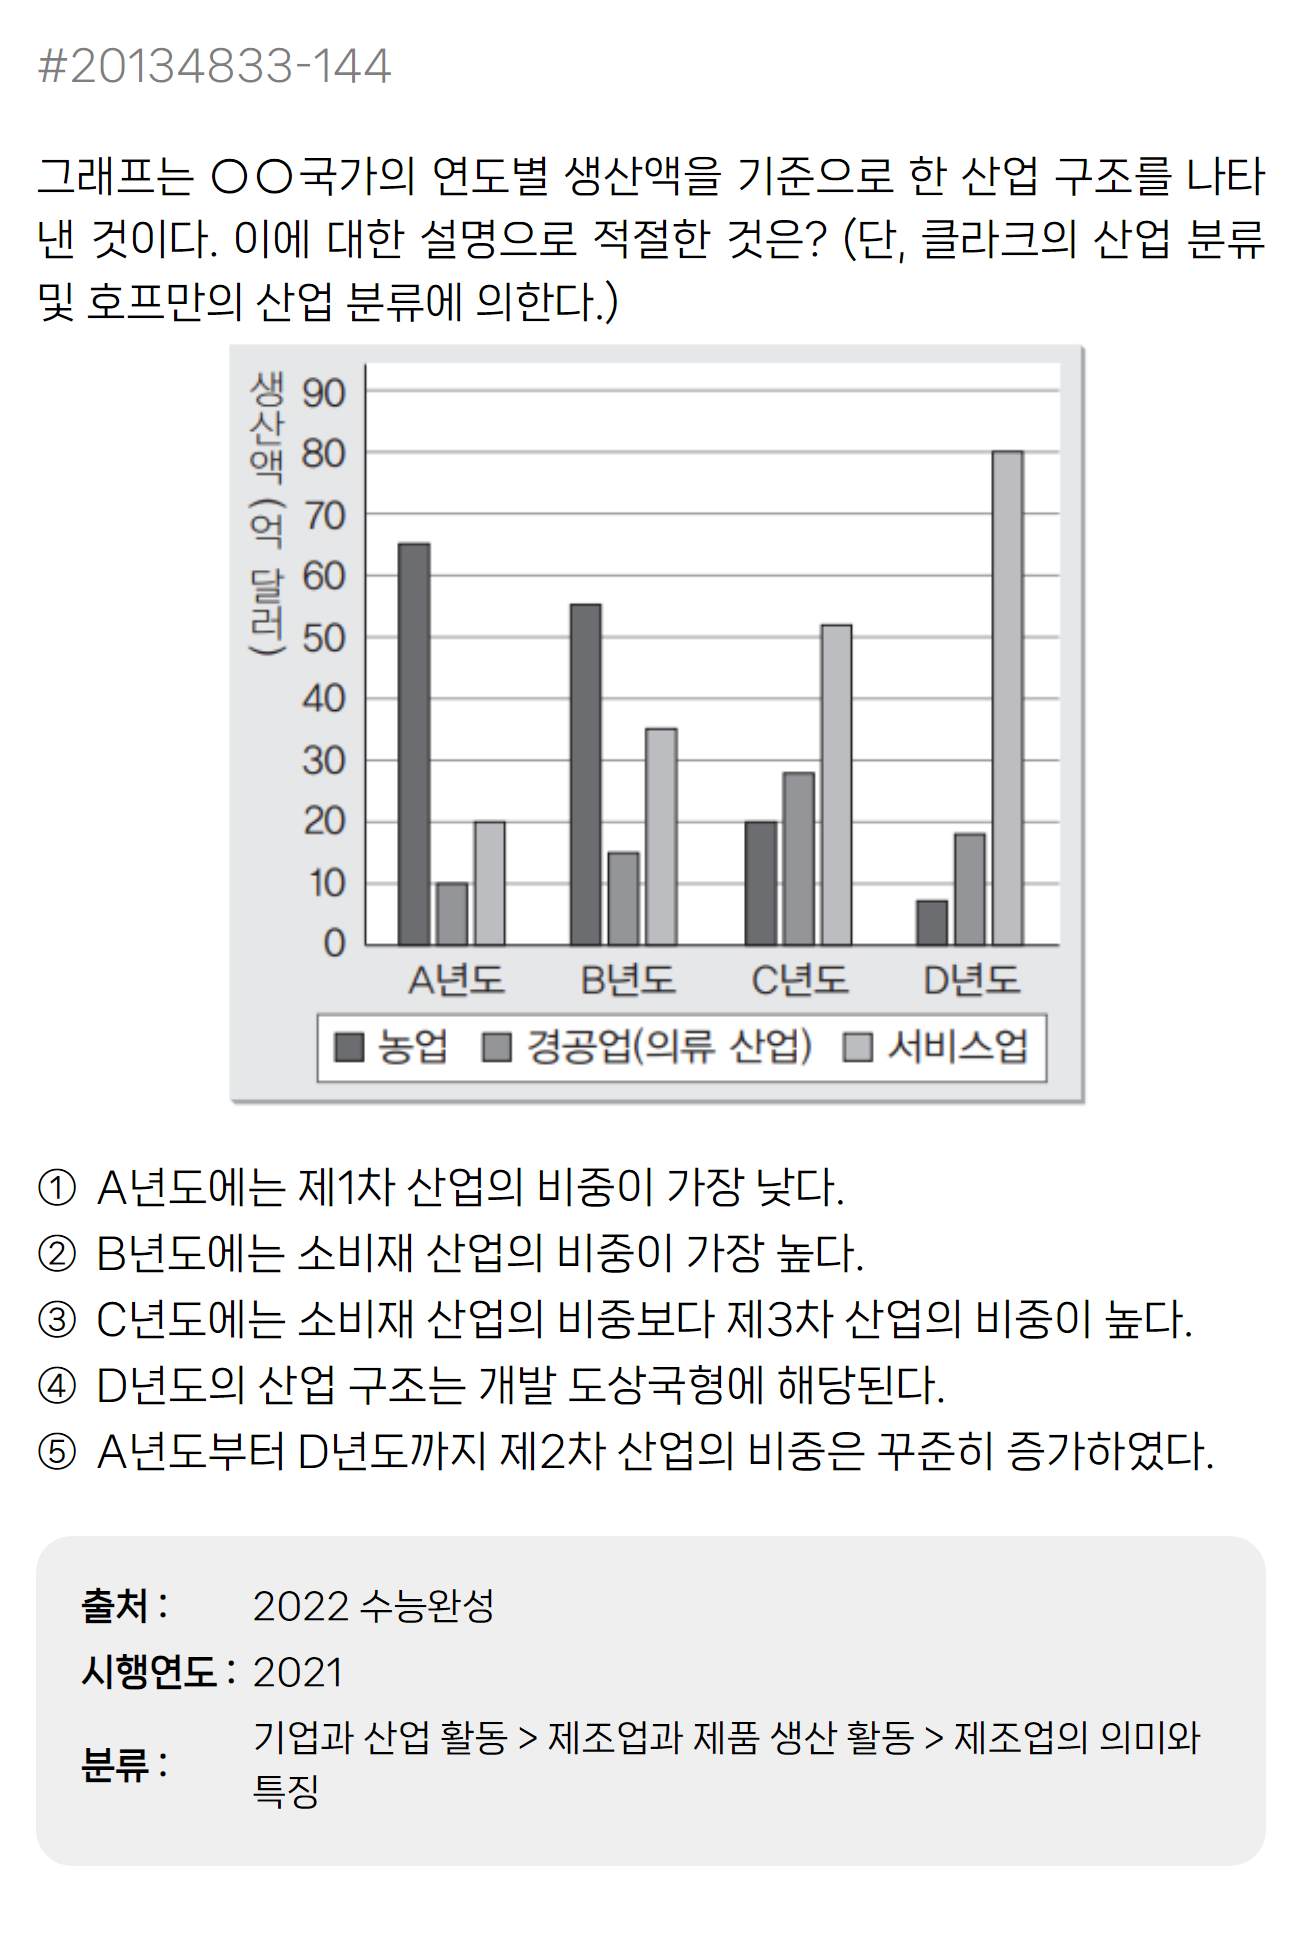 #20134833-144
그래프는 ○○국가의 연도별 생산액을 기준으로 한 산업 구조를 나타
낸 것이다. 이에 대한 설명으로 적절한 것은? (단, 클라크의 산업 분류
및 호프만의 산업 분류에 의한다.)
생산액(억 달러)
90
80
70
60
50
40
30
20
10
0
A년도 B년도 C년도 D년도
농업 경공업(의류 산업) 서비스업
① A년도에는 제1차 산업의 비중이 가장 낮다.
② B년도에는 소비재 산업의 비중이 가장 높다.
③ C년도에는 소비재 산업의 비중보다 제3차 산업의 비중이 높다.
④ D년도의 산업 구조는 개발 도상국형에 해당된다.
⑤ A년도부터 D년도까지 제2차 산업의 비중은 꾸준히 증가하였다.
출처 : 2022 수능완성
시행연도 : 2021
분류 : 기업과 산업 활동 > 제조업과 제품 생산 활동 > 제조업의 의미와
특징